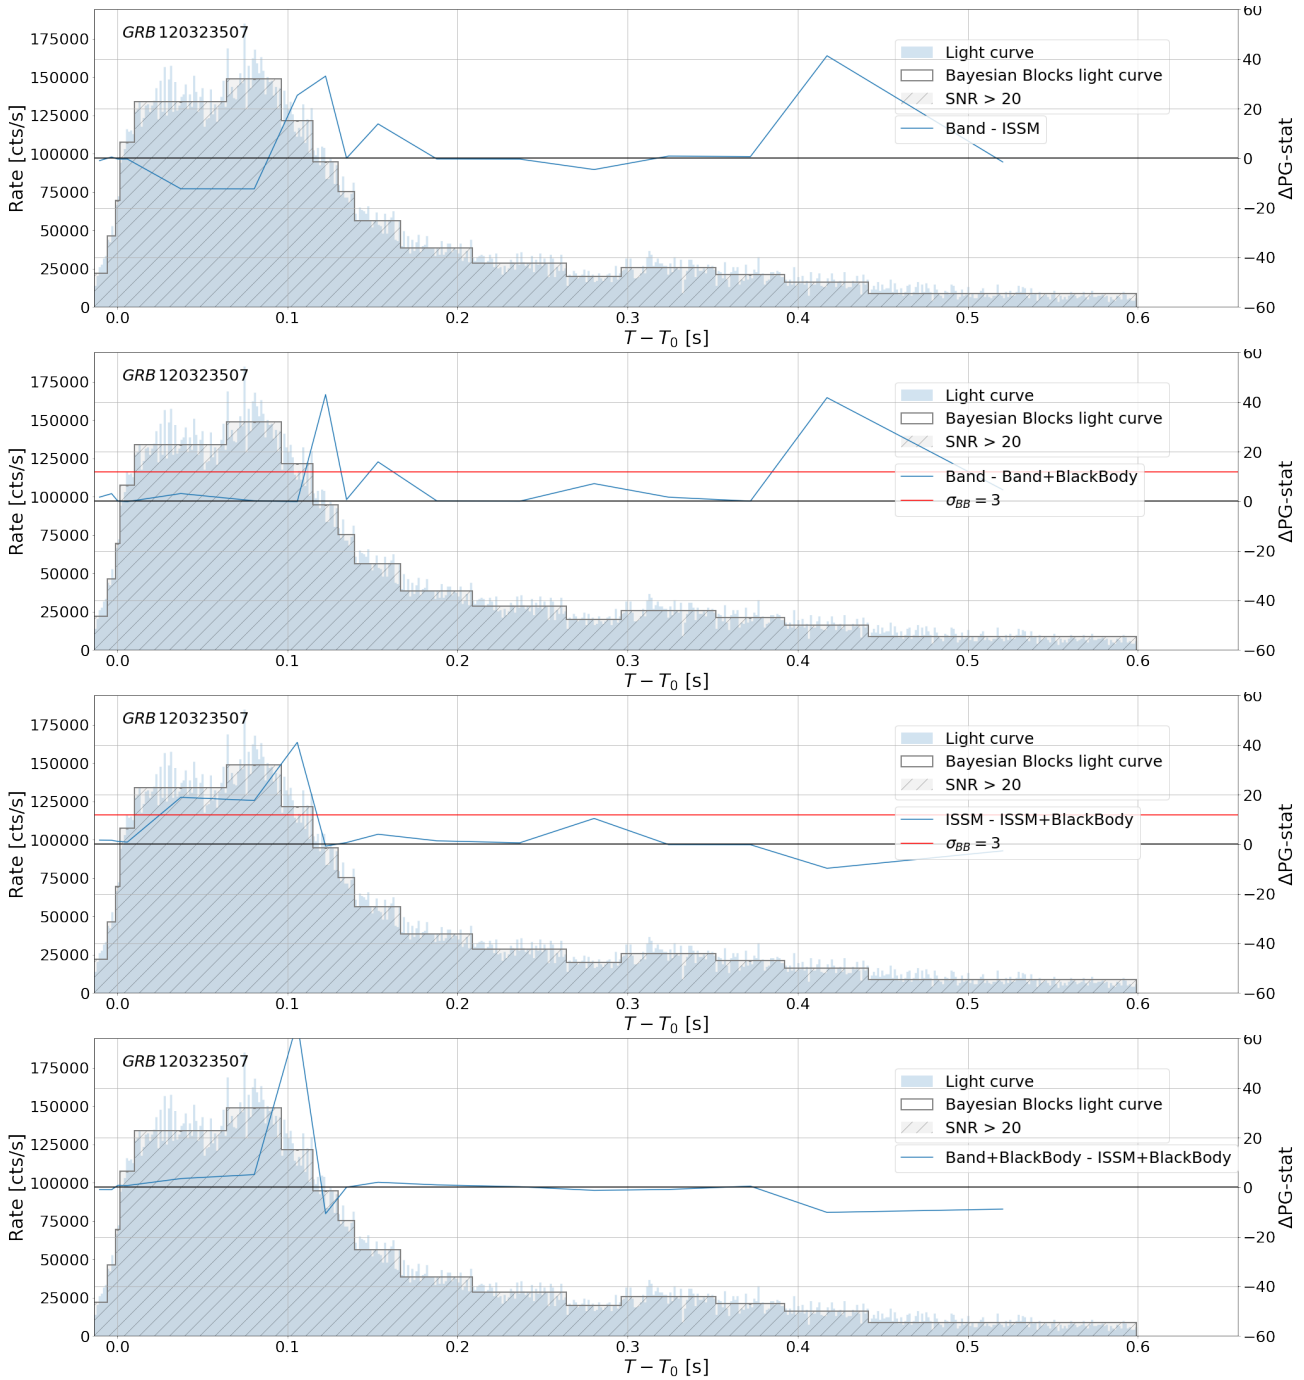 GRB 120323507
175000
150000
125000
100000
75000
50000
25000
0
Rate [cts/s]
0.0 0.1 0.2 0.3 0.4 0.5 0.6
T − T₀ [s]
60
40
20
0
−20
−40
−60
ΔPG-stat
Light curve
Bayesian Blocks light curve
SNR > 20
Band - ISSM
GRB 120323507
175000
150000
125000
100000
75000
50000
25000
0
Rate [cts/s]
0.0 0.1 0.2 0.3 0.4 0.5 0.6
T − T₀ [s]
60
40
20
0
−20
−40
−60
ΔPG-stat
Light curve
Bayesian Blocks light curve
SNR > 20
Band - Band+BlackBody
σ_BB = 3
GRB 120323507
175000
150000
125000
100000
75000
50000
25000
0
Rate [cts/s]
0.0 0.1 0.2 0.3 0.4 0.5 0.6
T − T₀ [s]
60
40
20
0
−20
−40
−60
ΔPG-stat
Light curve
Bayesian Blocks light curve
SNR > 20
ISSM - ISSM+BlackBody
σ_BB = 3
GRB 120323507
175000
150000
125000
100000
75000
50000
25000
0
Rate [cts/s]
0.0 0.1 0.2 0.3 0.4 0.5 0.6
T − T₀ [s]
60
40
20
0
−20
−40
−60
ΔPG-stat
Light curve
Bayesian Blocks light curve
SNR > 20
Band+BlackBody - ISSM+BlackBody